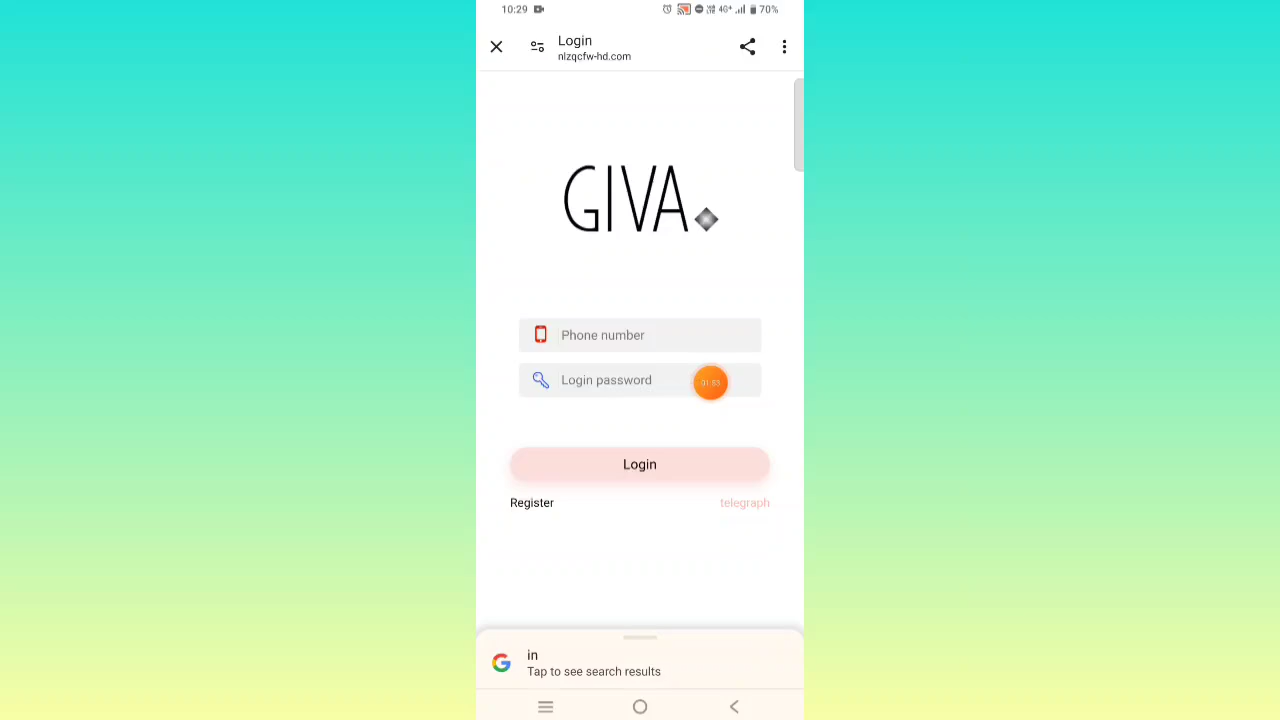 10:29 4G+ 70%
Login
nlzqcfw-hd.com
GIVA
Phone number
Login password
Login
Register telegraph
in
Tap to see search results